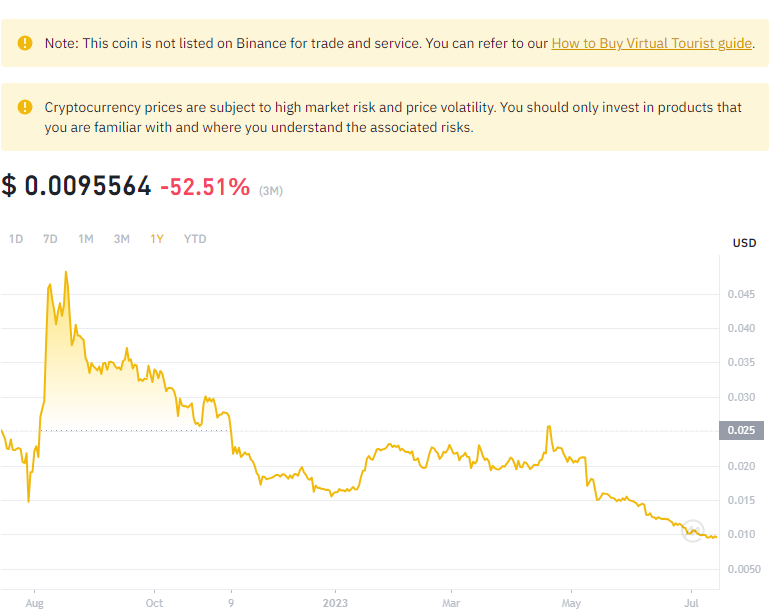 Note: This coin is not listed on Binance for trade and service. You can refer to our How to Buy Virtual Tourist guide.
Cryptocurrency prices are subject to high market risk and price volatility. You should only invest in products that
you are familiar with and where you understand the associated risks.
$ 0.0095564 -52.51% (3M)
1D 7D 1M 3M 1Y YTD
USD
0.045
0.040
0.035
0.030
0.025
0.020
0.015
0.010
0.0050
Aug Oct 9 2023 Mar May Jul